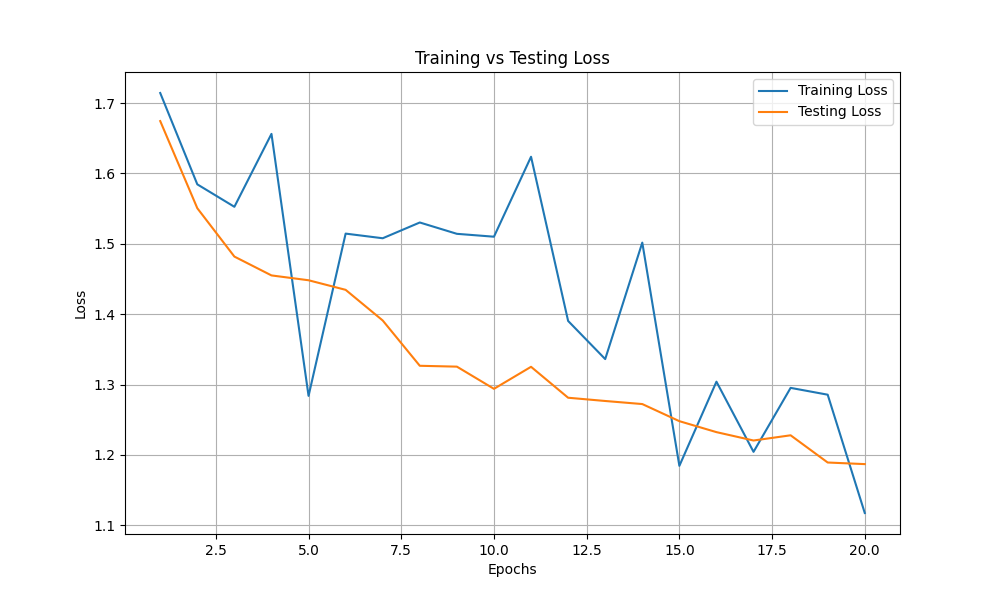 Training vs Testing Loss
Training Loss
Testing Loss
1.7
1.6
1.5
1.4
1.3
1.2
1.1
Loss
2.5 5.0 7.5 10.0 12.5 15.0 17.5 20.0
Epochs